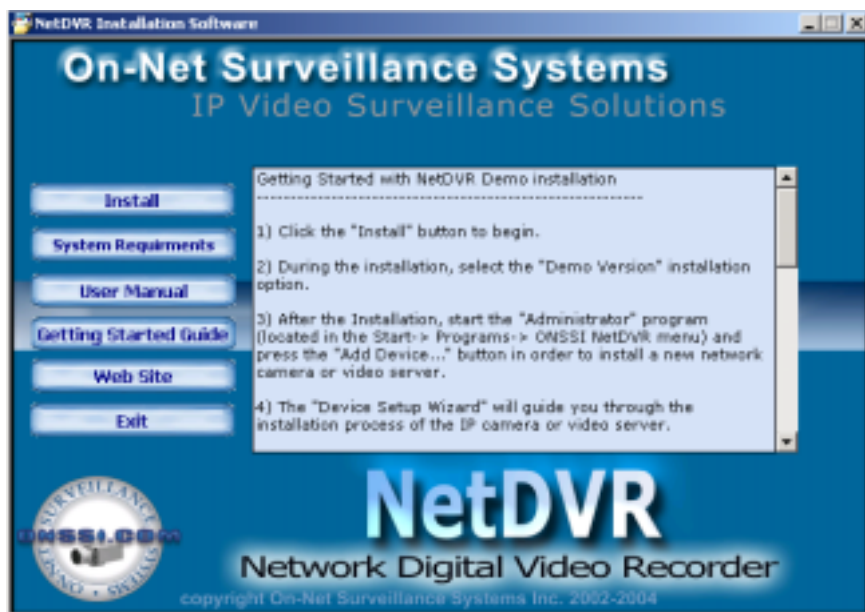 NetDVR Installation Software
On-Net Surveillance Systems
IP Video Surveillance Solutions
Install
System Requirments
User Manual
Getting Started Guide
Web Site
Exit
Getting Started with NetDVR Demo installation
----------------------------------------------------------------
1) Click the "Install" button to begin.
2) During the installation, select the "Demo Version" installation
option.
3) After the Installation, start the "Administrator" program
(located in the Start-> Programs-> ONSSI NetDVR menu) and
press the "Add Device..." button in order to install a new network
camera or video server.
4) The "Device Setup Wizard" will guide you through the
installation process of the IP camera or video server.
ON-NET SURVEILLANCE SYSTEMS
ONSSI.COM
NetDVR
Network Digital Video Recorder
copyright On-Net Surveillance Systems Inc. 2002-2004